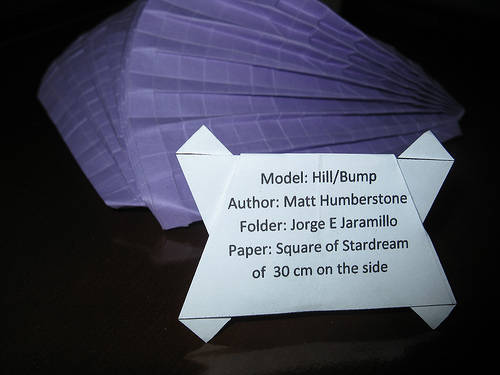 Model: Hill/Bump
Author: Matt Humberstone
Folder: Jorge E Jaramillo
Paper: Square of Stardream
of 30 cm on the side